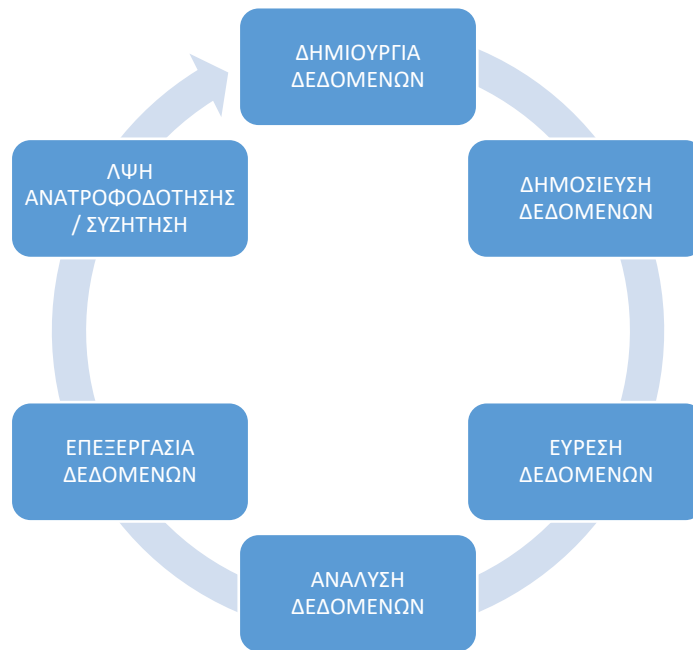 ΔΗΜΙΟΥΡΓΙΑ
ΔΕΔΟΜΕΝΩΝ
ΔΗΜΟΣΙΕΥΣΗ
ΔΕΔΟΜΕΝΩΝ
ΕΥΡΕΣΗ
ΔΕΔΟΜΕΝΩΝ
ΑΝΑΛΥΣΗ
ΔΕΔΟΜΕΝΩΝ
ΕΠΕΞΕΡΓΑΣΙΑ
ΔΕΔΟΜΕΝΩΝ
ΛΨΗ
ΑΝΑΤΡΟΦΟΔΟΤΗΣΗΣ
/ ΣΥΖΗΤΗΣΗ